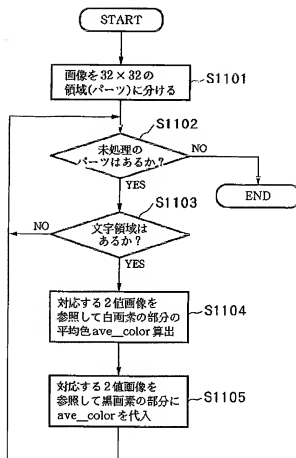 START
画像を32×32の
領域(パーツ)に分ける
S1101
S1102
未処理の
パーツはあるか?
NO
YES
END
S1103
文字領域は
あるか?
NO
YES
対応する2値画像を
参照して白画素の部分の
平均色ave__color算出
S1104
対応する2値画像を
参照して黒画素の部分に
ave__colorを代入
S1105